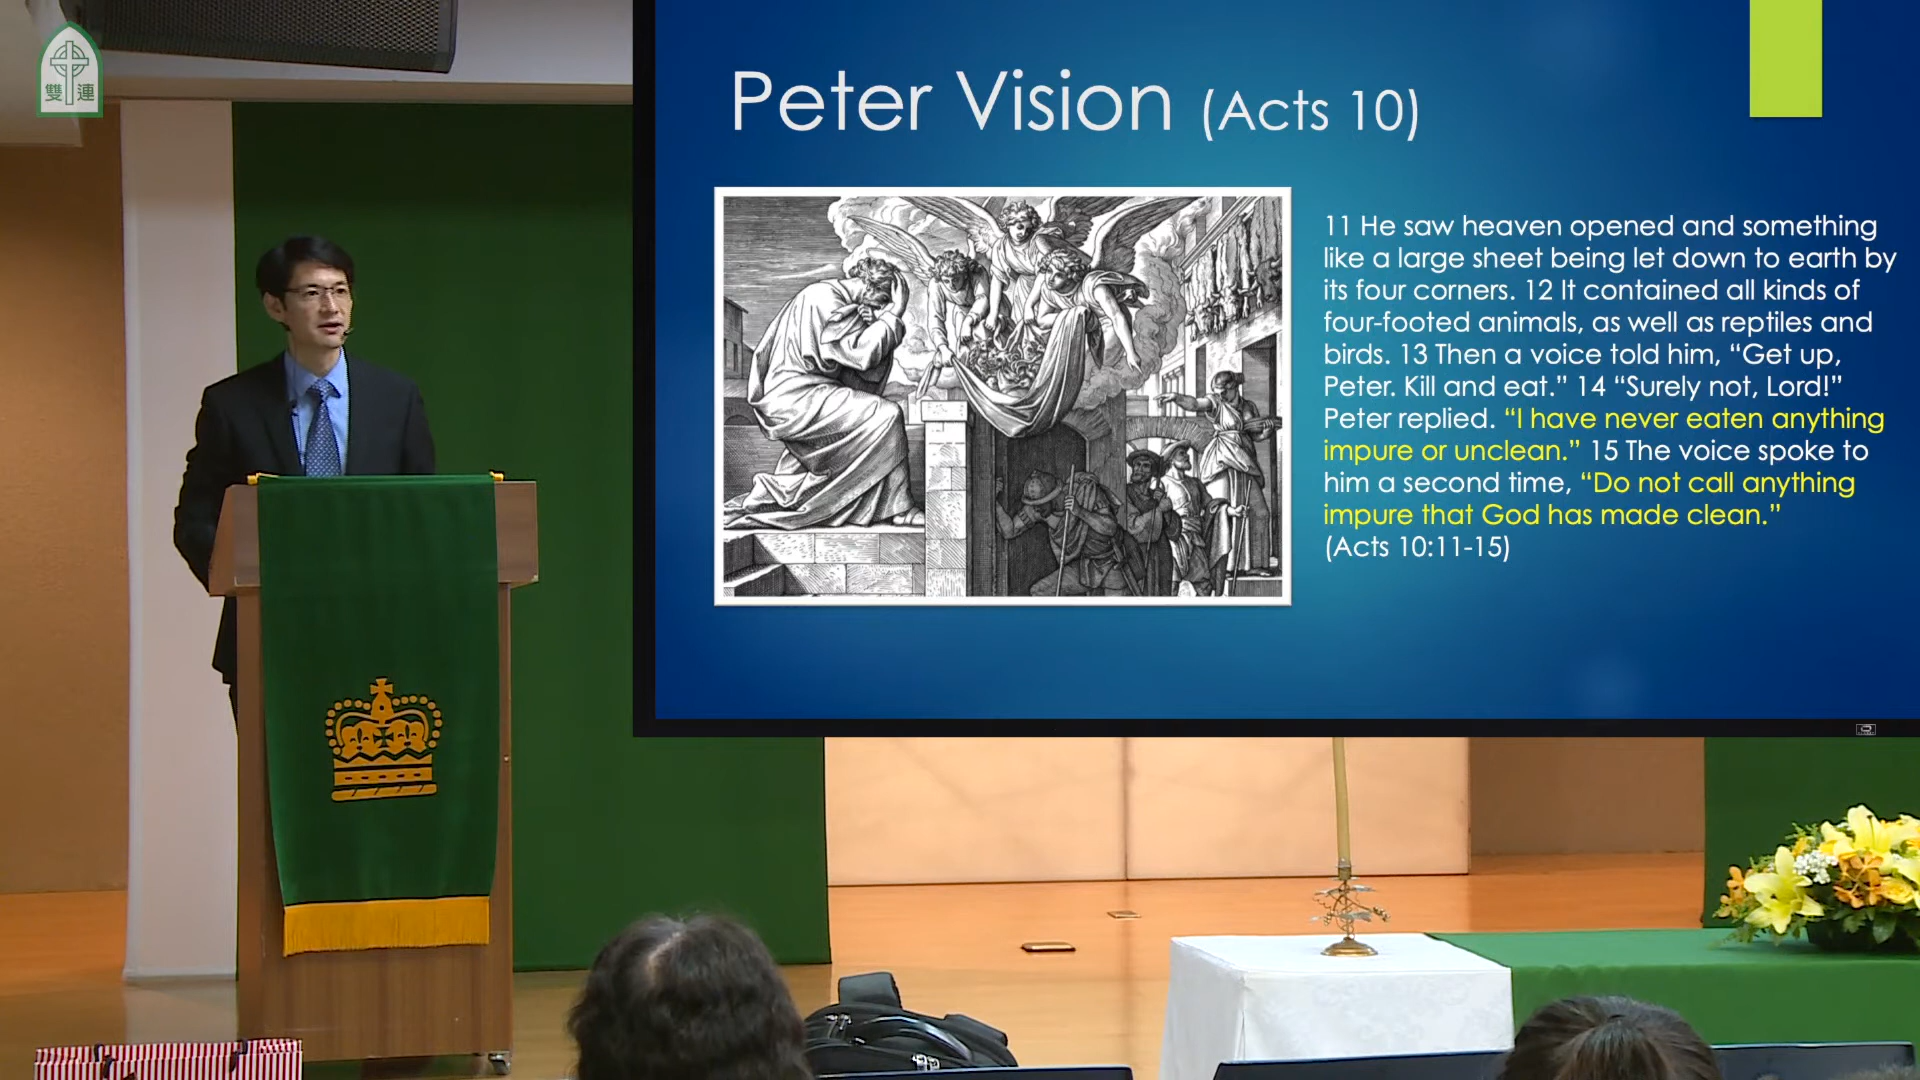 雙連
Peter Vision (Acts 10)
11 He saw heaven opened and something
like a large sheet being let down to earth by
its four corners. 12 It contained all kinds of
four-footed animals, as well as reptiles and
birds. 13 Then a voice told him, “Get up,
Peter. Kill and eat.” 14 “Surely not, Lord!”
Peter replied. “I have never eaten anything
impure or unclean.” 15 The voice spoke to
him a second time, “Do not call anything
impure that God has made clean.”
(Acts 10:11-15)